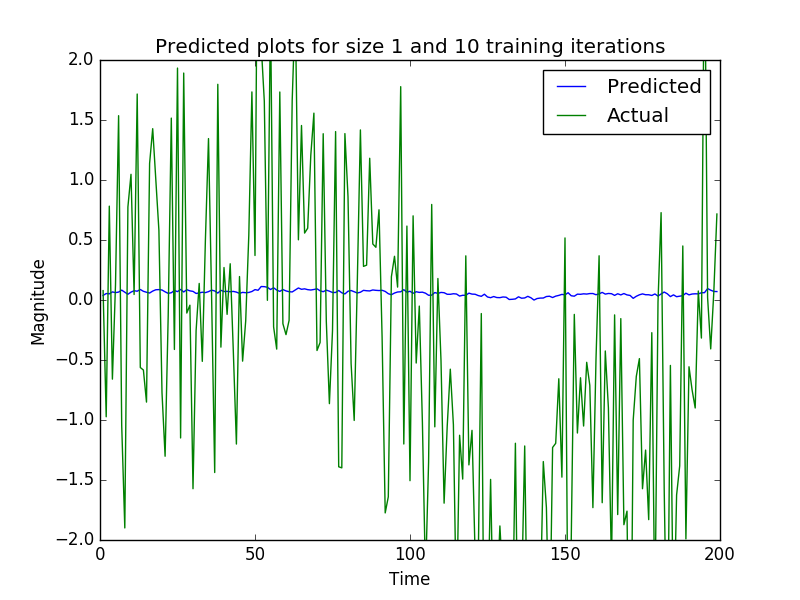 Predicted plots for size 1 and 10 training iterations
Predicted
Actual
2.0
1.5
1.0
0.5
0.0
−0.5
−1.0
−1.5
−2.0
Magnitude
0 50 100 150 200
Time